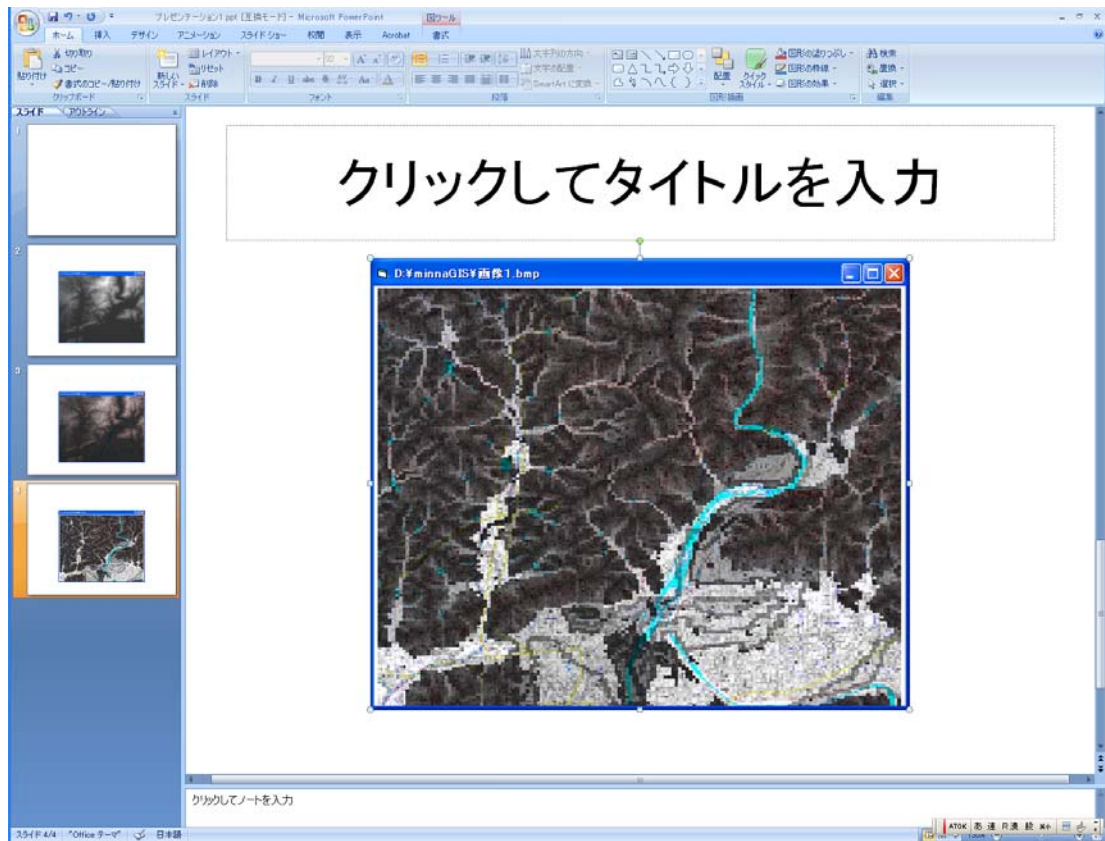 プレゼンテーション1.ppt [互換モード] - Microsoft PowerPoint
図ツール
ホーム 挿入 デザイン アニメーション スライド ショー 校閲 表示 Acrobat 書式
貼り付け
切り取り
コピー
書式のコピー/貼り付け
クリップボード
新しいスライド
レイアウト
リセット
削除
スライド
フォント
文字列の方向
文字の配置
SmartArt に変換
段落
配置
クイックスタイル
図形の塗りつぶし
図形の枠線
図形の効果
図形描画
検索
置換
選択
編集
スライド アウトライン
1
2
3
4
クリックしてタイトルを入力
D:¥minnaGIS¥画像1.bmp
クリックしてノートを入力
スライド 4/4 "Office テーマ" 日本語
ATOK あ 連 R漢